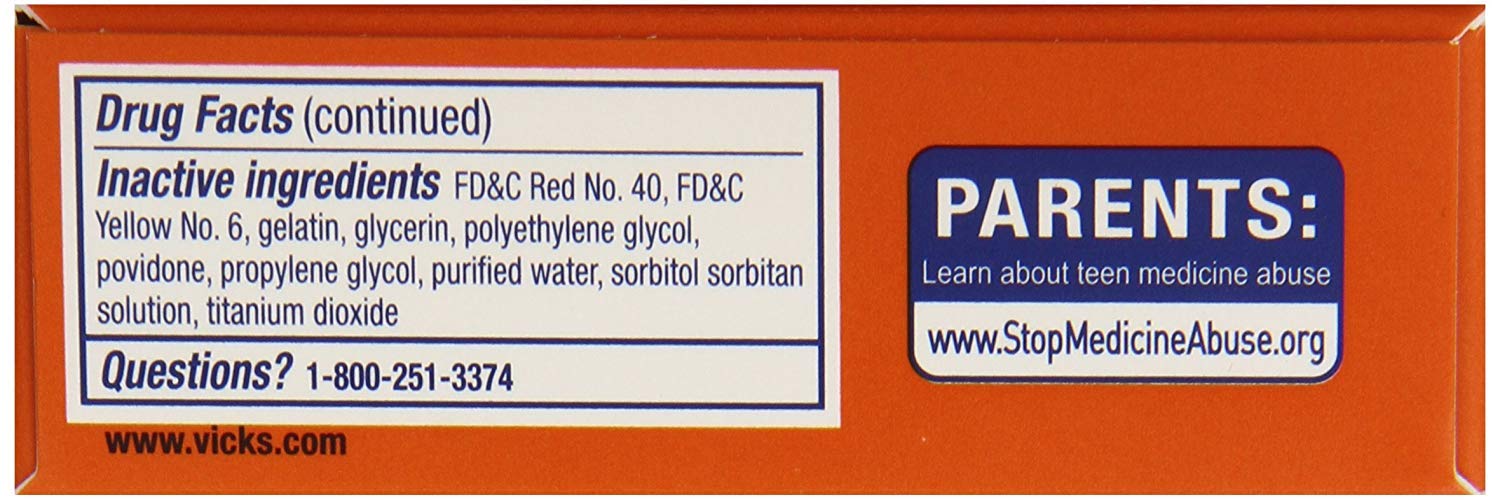 Drug Facts (continued)
Inactive ingredients FD&C Red No. 40, FD&C
Yellow No. 6, gelatin, glycerin, polyethylene glycol,
povidone, propylene glycol, purified water, sorbitol sorbitan
solution, titanium dioxide
Questions? 1-800-251-3374
www.vicks.com
PARENTS:
Learn about teen medicine abuse
www.StopMedicineAbuse.org